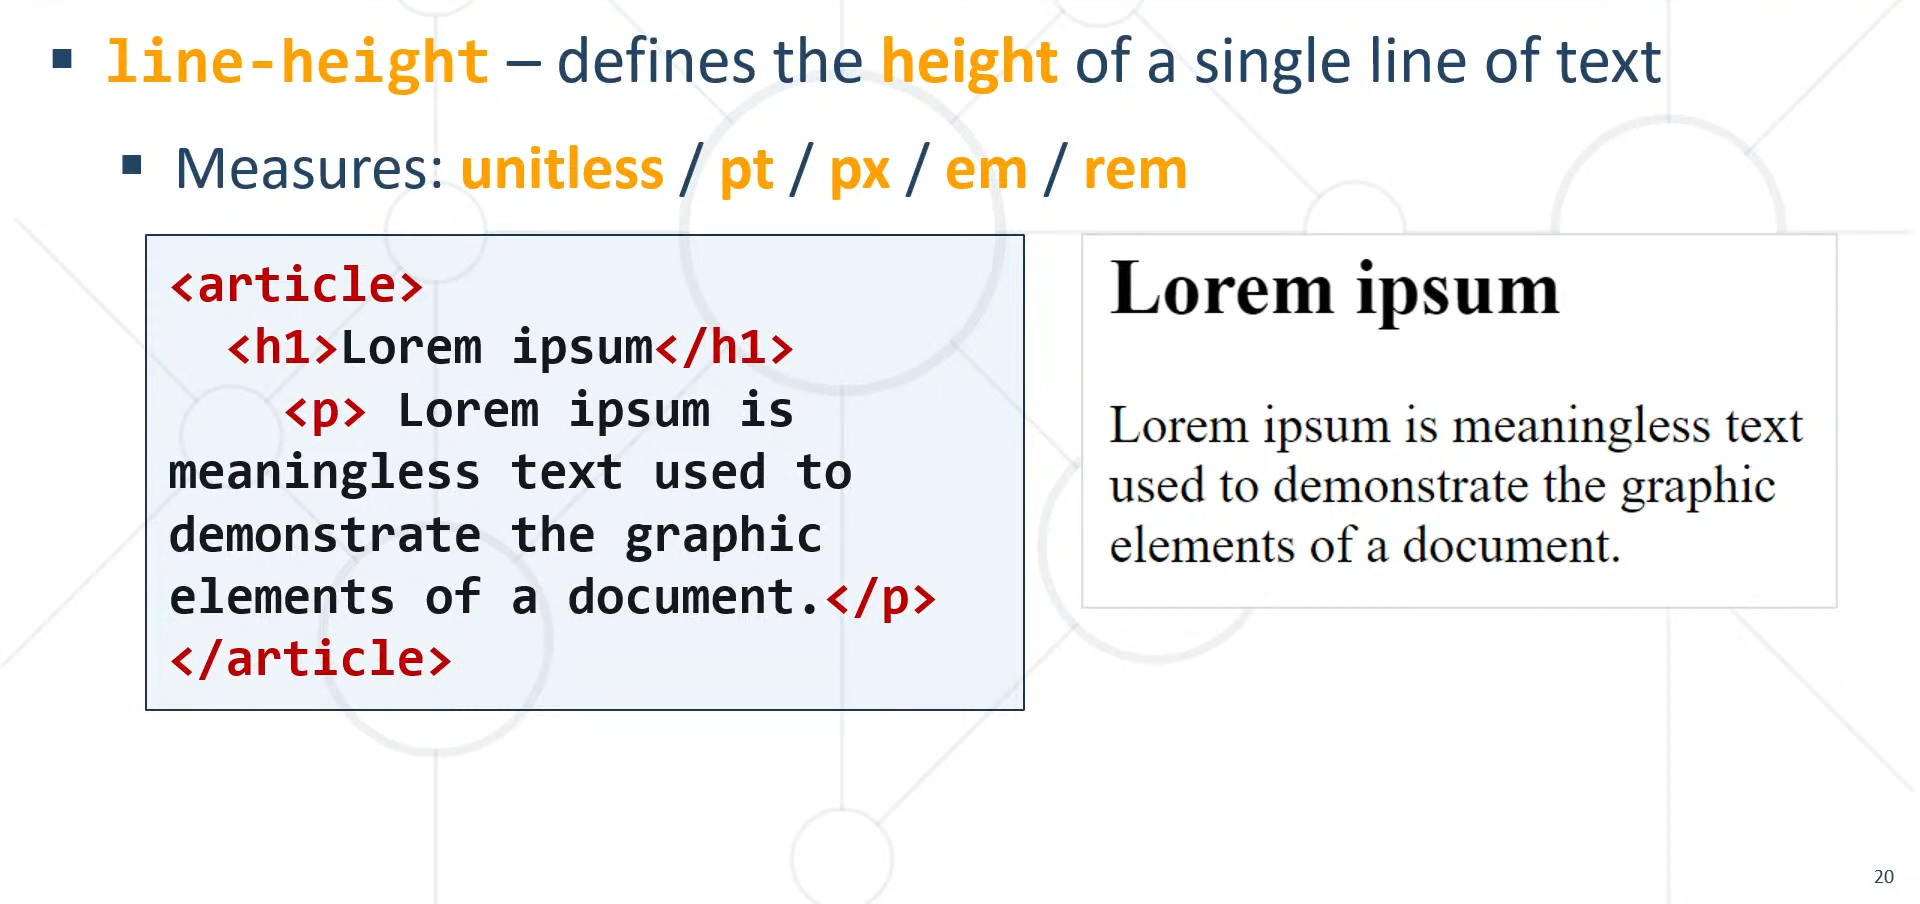 ▪ line-height – defines the height of a single line of text
▪ Measures: unitless / pt / px / em / rem
<article>
<h1>Lorem ipsum</h1>
<p> Lorem ipsum is
meaningless text used to
demonstrate the graphic
elements of a document.</p>
</article>
Lorem ipsum
Lorem ipsum is meaningless text
used to demonstrate the graphic
elements of a document.
20